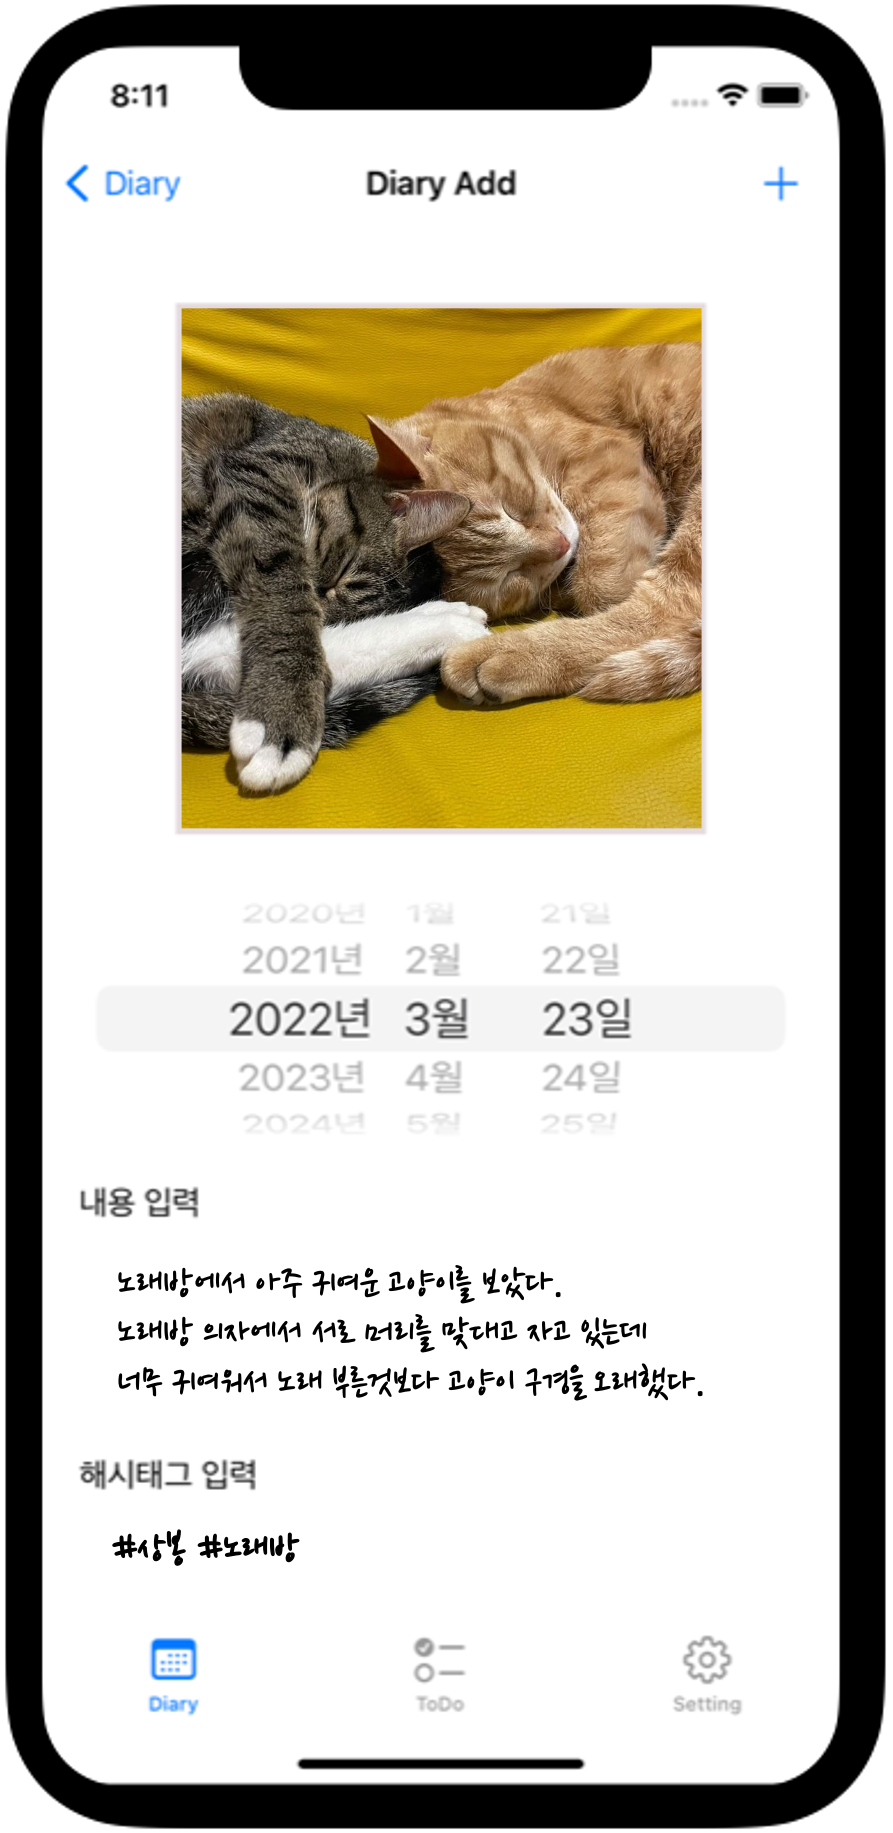 8:11
Diary
Diary Add
2020년 1월 21일
2021년 2월 22일
2022년 3월 23일
2023년 4월 24일
2024년 5월 25일
내용 입력
노래방에서 아주 귀여운 고양이를 보았다.
노래방 의자에서 서로 머리를 맞대고 자고 있는데
너무 귀여워서 노래 부른것보다 고양이 구경을 오래했다.
해시태그 입력
#상봉 #노래방
Diary ToDo Setting